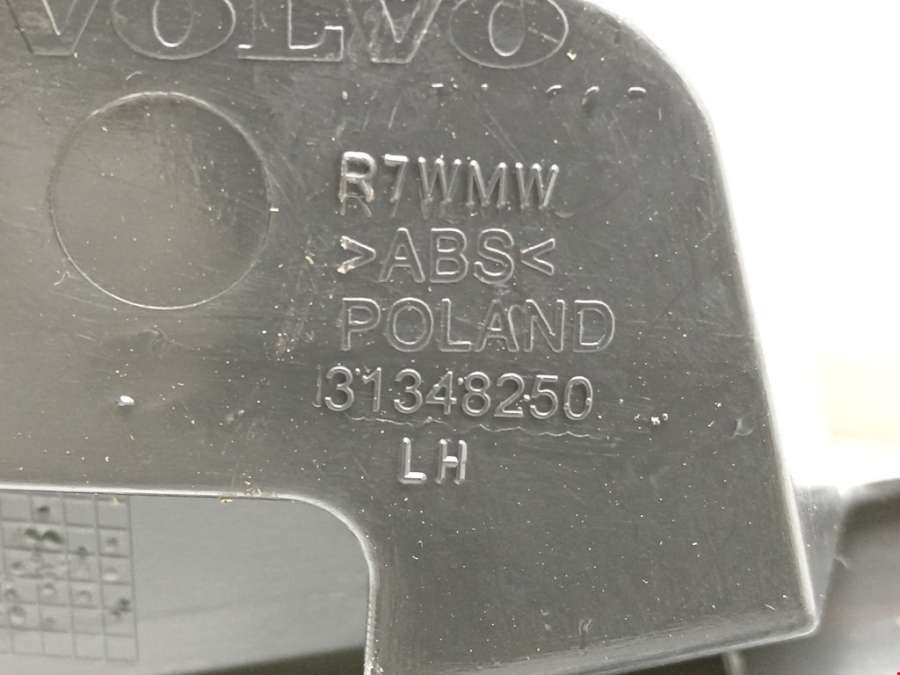 VOLVO
R7WMW
>ABS<
POLAND
31348250
LH